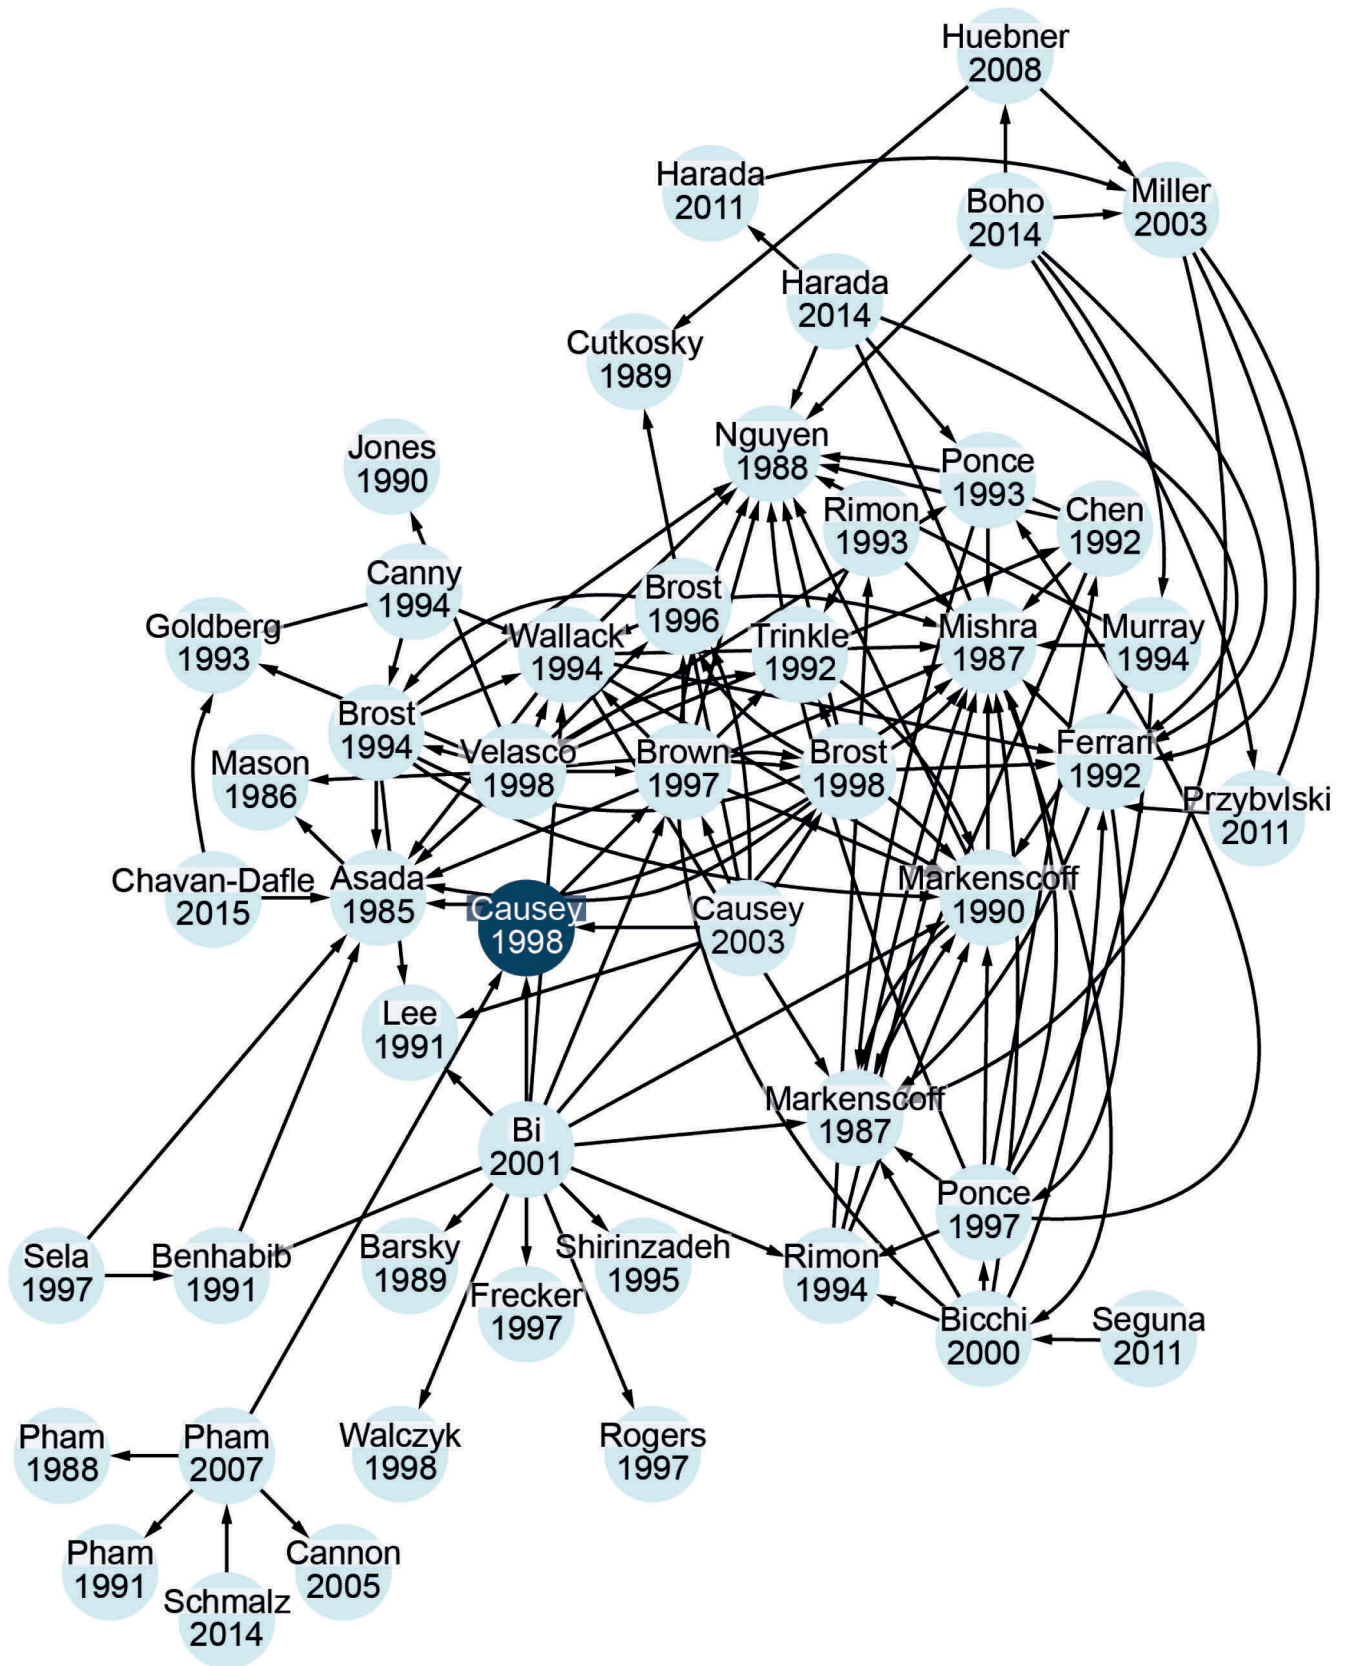 Huebner
2008
Harada
2011
Boho
2014
Miller
2003
Harada
2014
Cutkosky
1989
Nguyen
1988
Jones
1990
Ponce
1993
Rimon
1993
Chen
1992
Canny
1994
Brost
1996
Goldberg
1993
Wallack
1994
Trinkle
1992
Mishra
1987
Murray
1994
Brost
1994
Mason
1986
Velasco
1998
Brown
1997
Brost
1998
Ferrari
1992
Przybvlski
2011
Chavan-Dafle
2015
Asada
1985
Causey
1998
Causey
2003
Markenscoff
1990
Lee
1991
Markenscoff
1987
Bi
2001
Ponce
1997
Sela
1997
Benhabib
1991
Barsky
1989
Shirinzadeh
1995
Frecker
1997
Rimon
1994
Bicchi
2000
Seguna
2011
Pham
1988
Pham
2007
Walczyk
1998
Rogers
1997
Pham
1991
Cannon
2005
Schmalz
2014